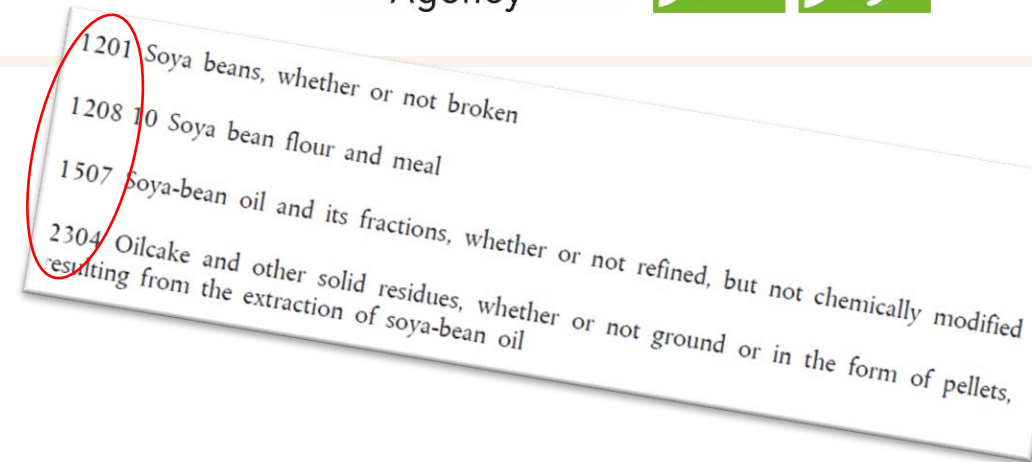 Agency
1201 Soya beans, whether or not broken
1208 10 Soya bean flour and meal
1507 Soya-bean oil and its fractions, whether or not refined, but not chemically modified
2304 Oilcake and other solid residues, whether or not ground or in the form of pellets,
resulting from the extraction of soya-bean oil